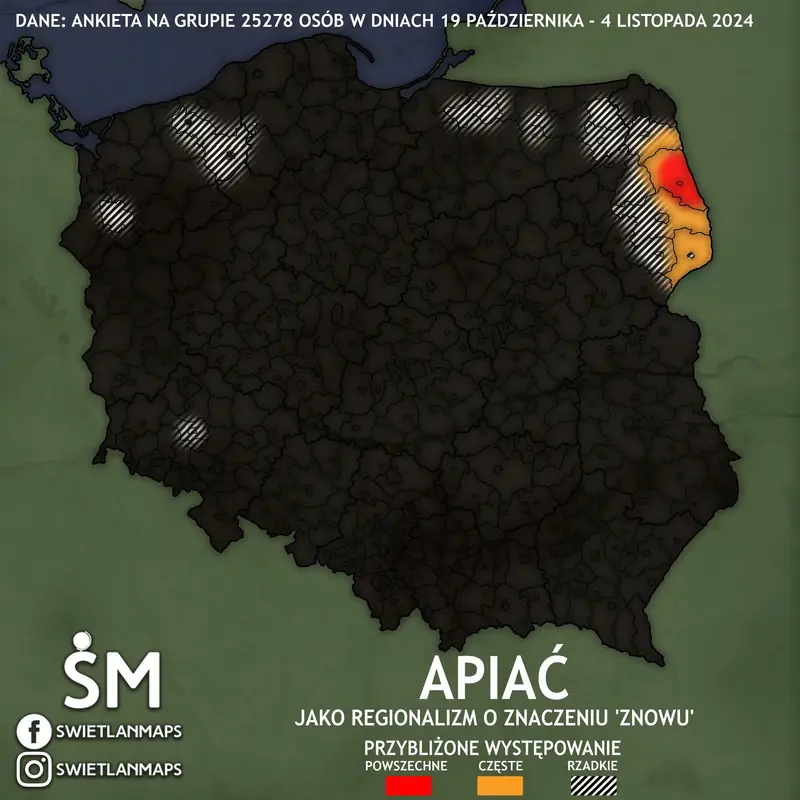 DANE: ANKIETA NA GRUPIE 25278 OSÓB W DNIACH 19 PAŹDZIERNIKA - 4 LISTOPADA 2024
ŚM
SWIETLANMAPS
SWIETLANMAPS
APIAĆ
JAKO REGIONALIZM O ZNACZENIU 'ZNOWU'
PRZYBLIŻONE WYSTĘPOWANIE
POWSZECHNE CZĘSTE RZADKIE